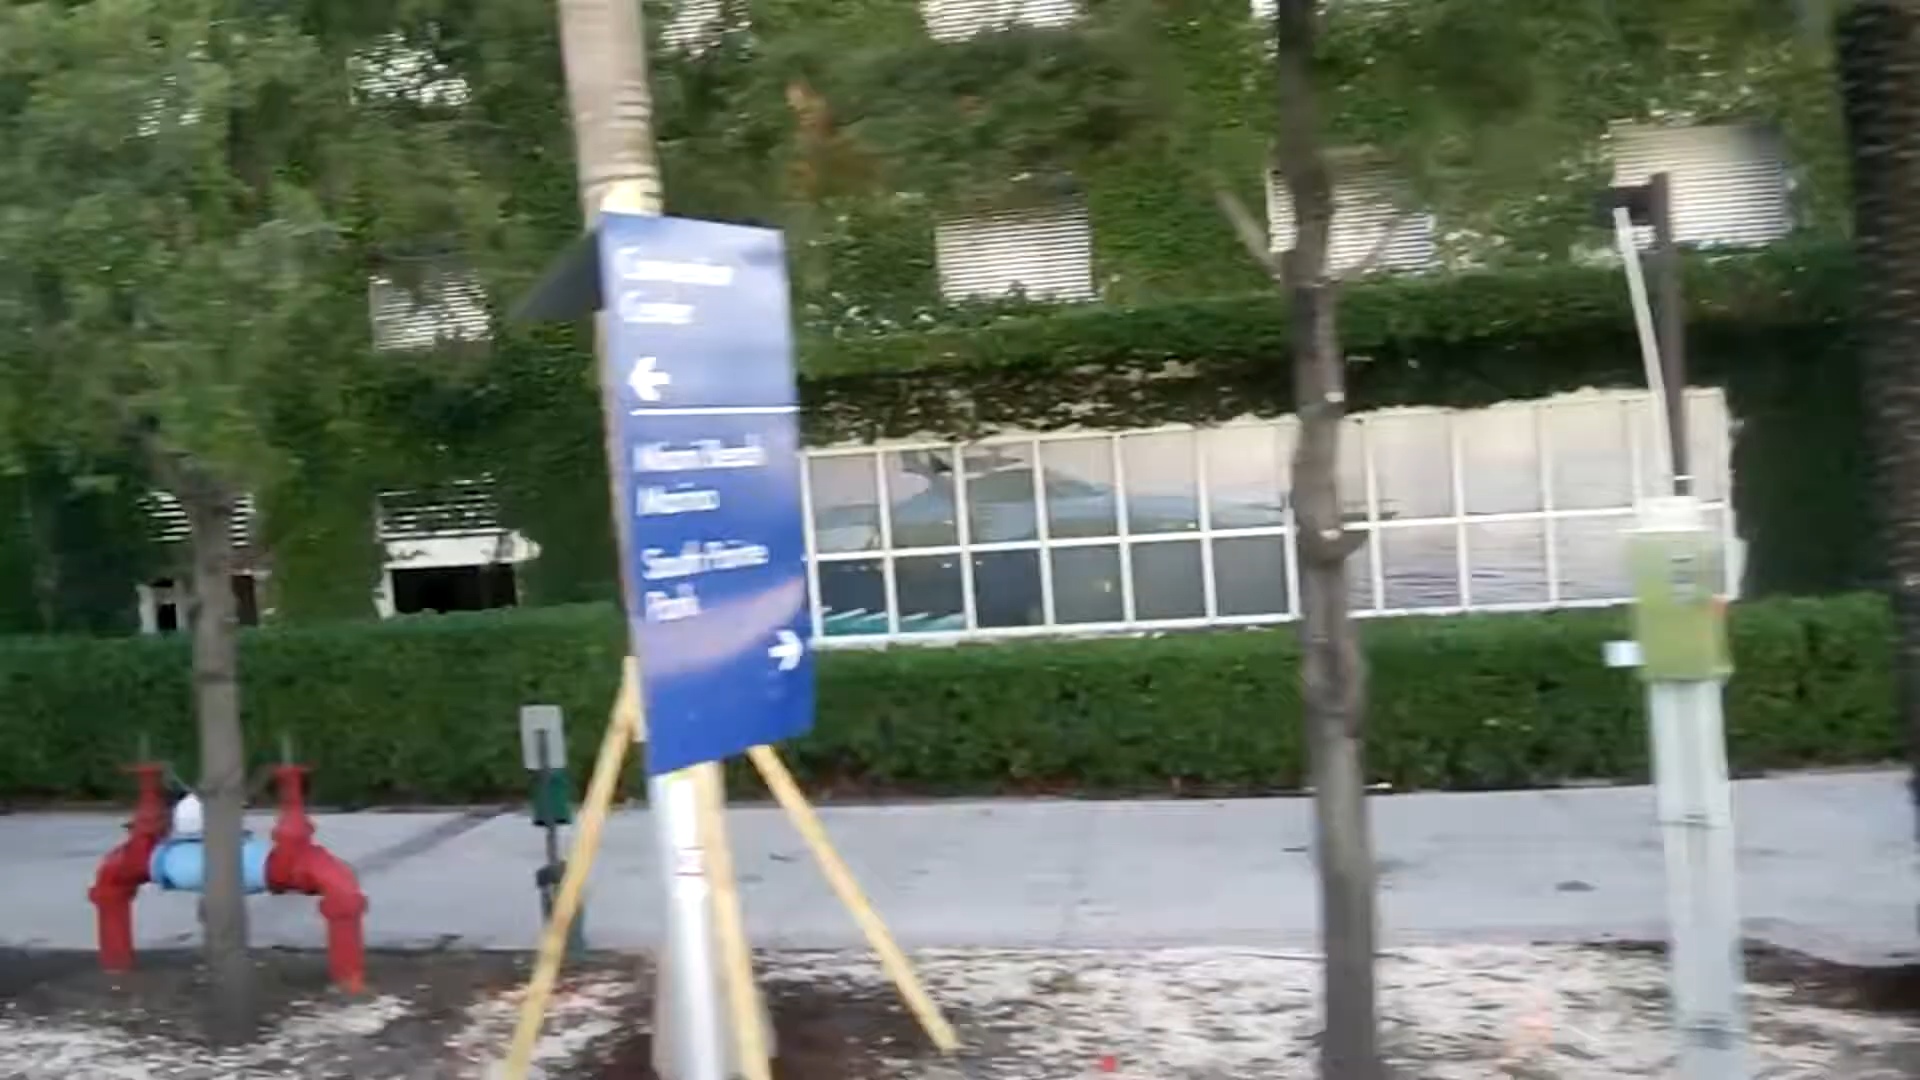 Convention
Center
Miami Beach
Marina
South Pointe
Park